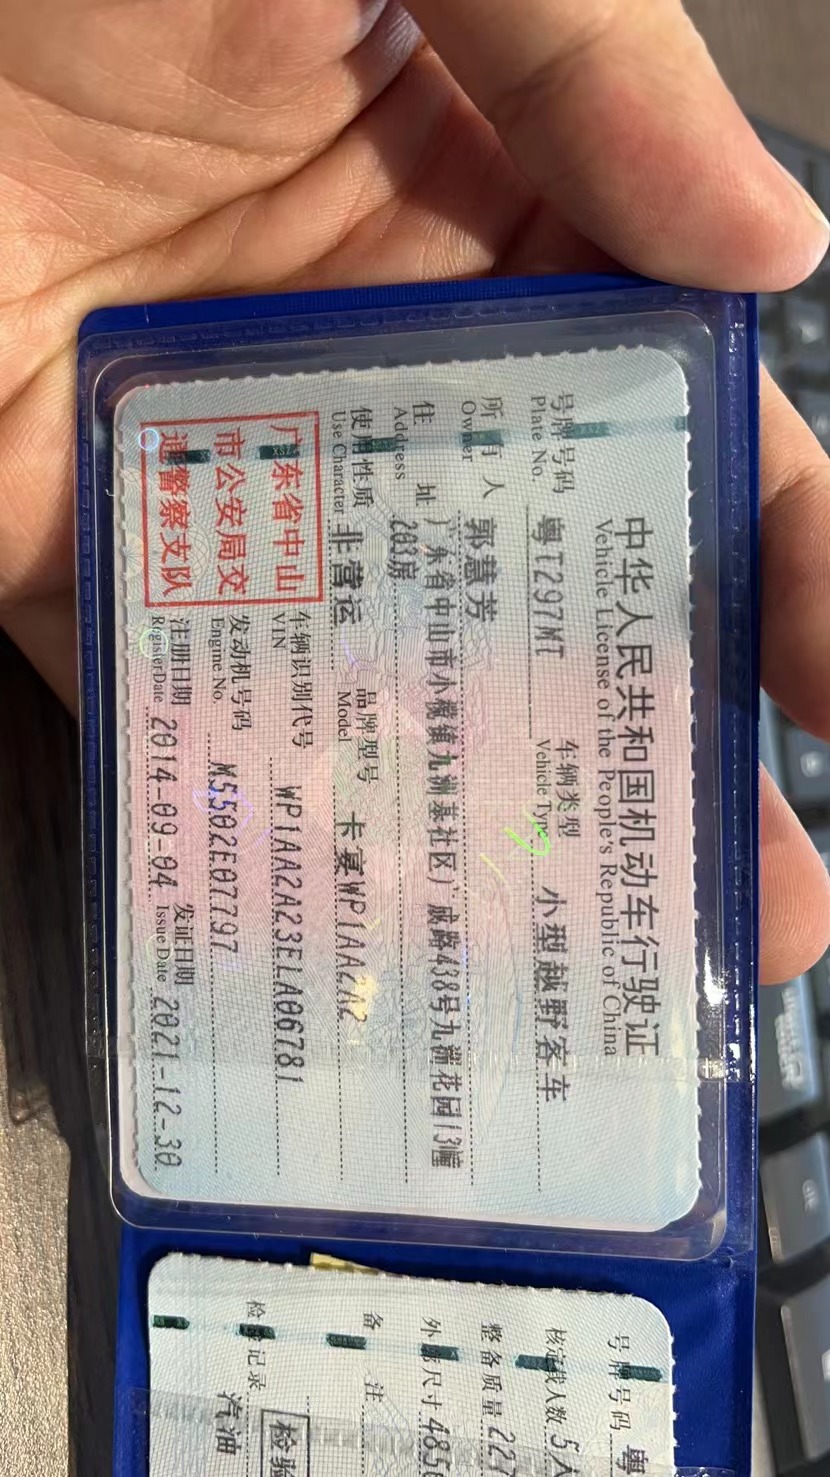 中华人民共和国机动车行驶证
Vehicle License of the People's Republic of China
号牌号码 粤T297MT 车辆类型 小型越野客车
Plate No. Vehicle Type
所有人 郭慧芳
Owner
住址 广东省中山市小榄镇九洲基社区广成路438号九洲花园13幢
Address 203房
使用性质 非营运 品牌型号 卡宴WP1AA2A2
Use Character Model
广东省中山
市公安局交
通警察支队
车辆识别代号 WP1AA2A23ELA06781
VIN
发动机号码 M5502E07797
Engine No.
注册日期 2014-09-04 发证日期 2021-12-30
Register Date Issue Date
号牌号码 粤
核定载人数 5人
整备质量 227
外廓尺寸 485
备注
检验记录 检验
汽油